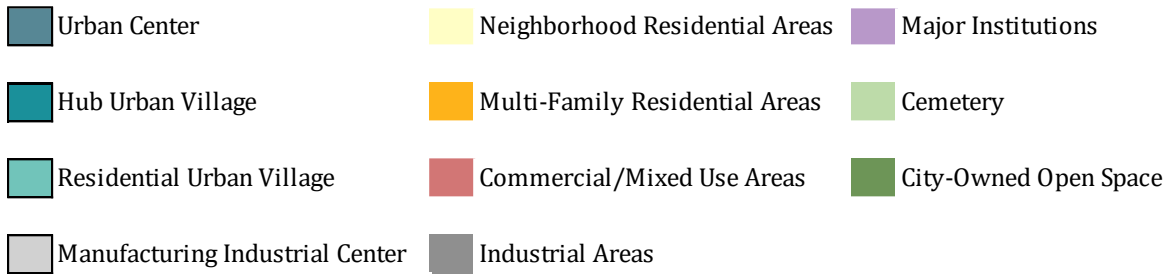 Urban Center
Neighborhood Residential Areas
Major Institutions
Hub Urban Village
Multi-Family Residential Areas
Cemetery
Residential Urban Village
Commercial/Mixed Use Areas
City-Owned Open Space
Manufacturing Industrial Center
Industrial Areas